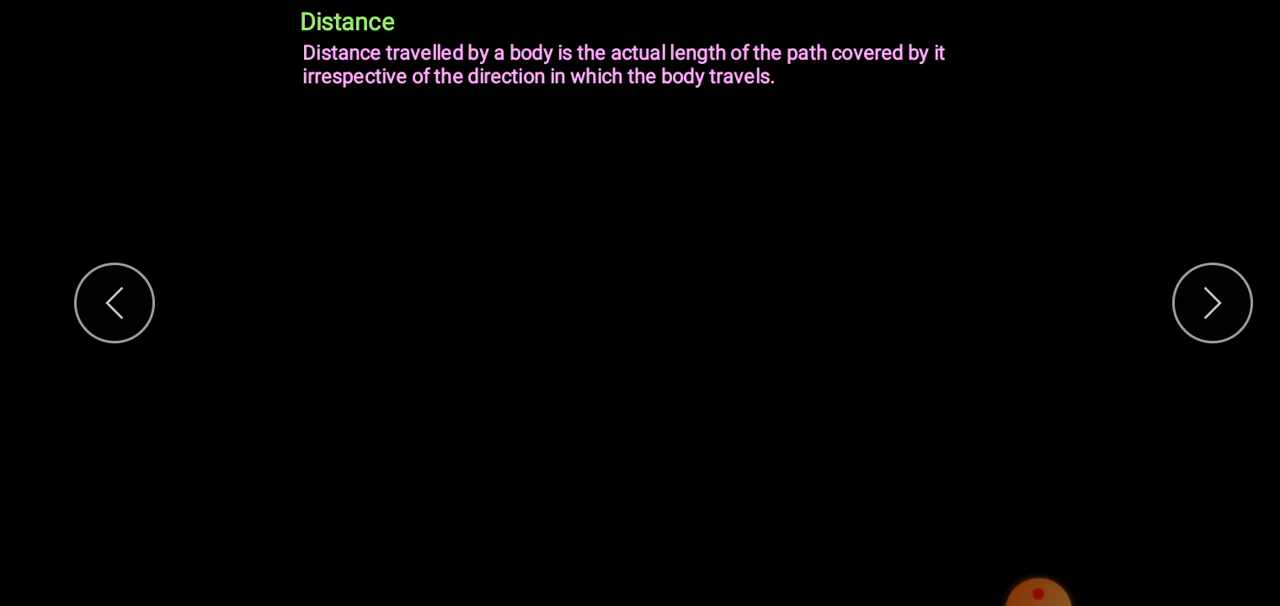 Distance
Distance travelled by a body is the actual length of the path covered by it
irrespective of the direction in which the body travels.